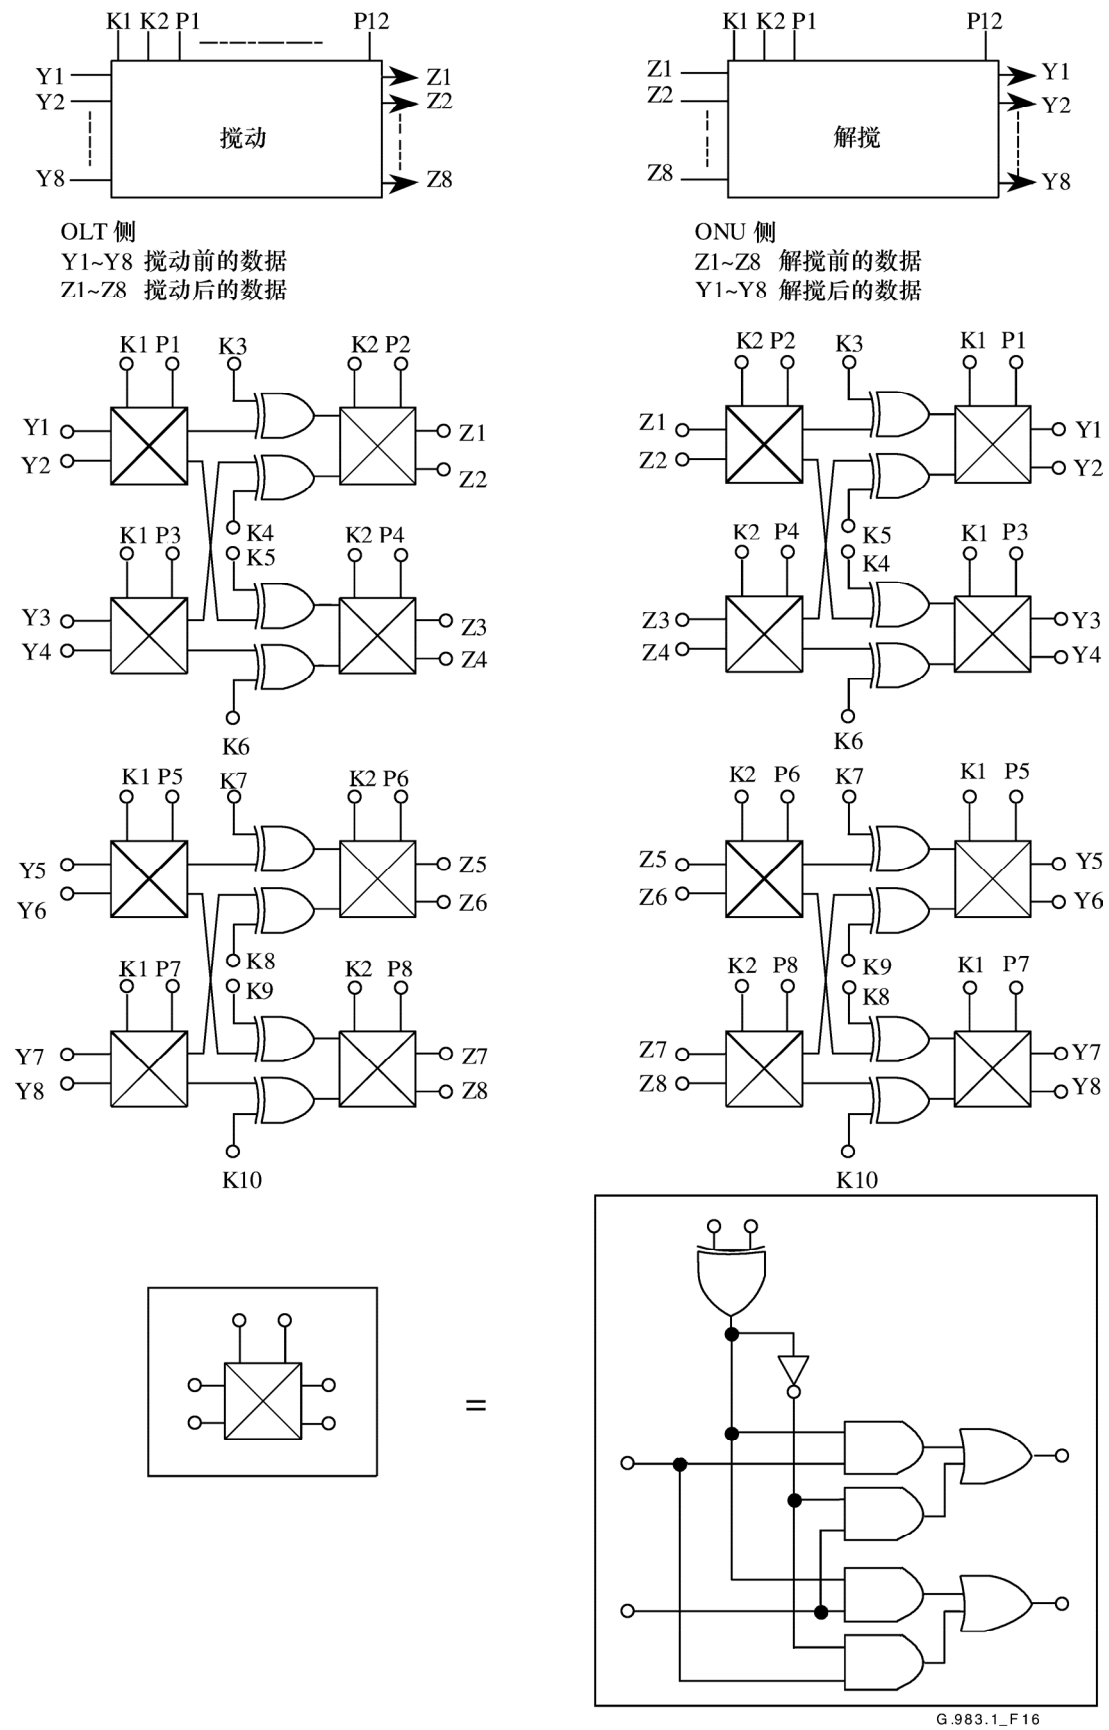 K1 K2 P1 P12
Y1 Z1
Y2 Z2
搅动
Y8 Z8
OLT 侧
Y1~Y8 搅动前的数据
Z1~Z8 搅动后的数据
K1 K2 P1 P12
Z1 Y1
Z2 Y2
解搅
Z8 Y8
ONU 侧
Z1~Z8 解搅前的数据
Y1~Y8 解搅后的数据
K1 P1 K3 K2 P2
Y1 Z1
Y2 Z2
K4
K1 P3 K5 K2 P4
Y3 Z3
Y4 Z4
K6
K2 P2 K3 K1 P1
Z1 Y1
Z2 Y2
K5
K2 P4 K4 K1 P3
Z3 Y3
Z4 Y4
K6
K1 P5 K7 K2 P6
Y5 Z5
Y6 Z6
K8
K1 P7 K9 K2 P8
Y7 Z7
Y8 Z8
K10
K2 P6 K7 K1 P5
Z5 Y5
Z6 Y6
K9
K2 P8 K8 K1 P7
Z7 Y7
Z8 Y8
K10
=
G.983.1_F16